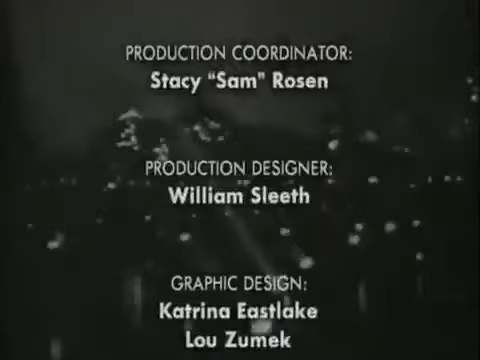 PRODUCTION COORDINATOR:
Stacy “Sam” Rosen
PRODUCTION DESIGNER:
William Sleeth
GRAPHIC DESIGN:
Katrina Eastlake
Lou Zumek